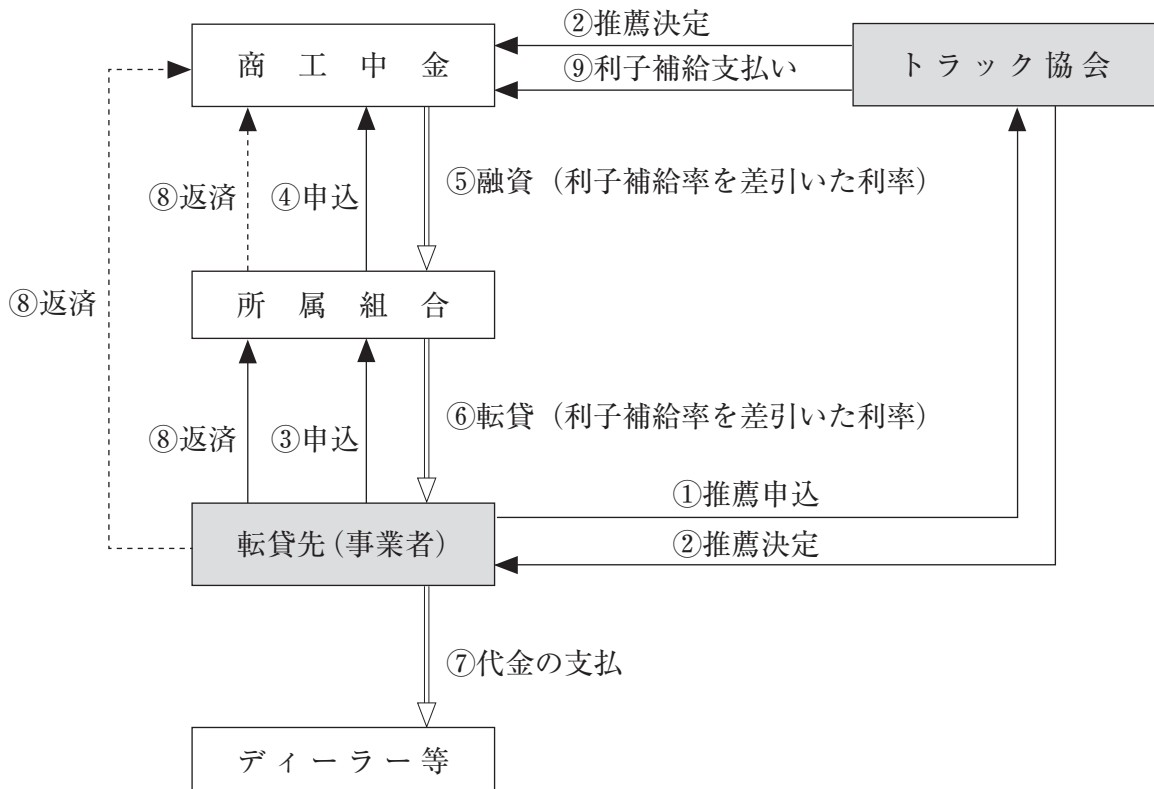 ②推薦決定
商工中金
⑨利子補給支払い
トラック協会
⑧返済
④申込
⑤融資（利子補給率を差引いた利率）
⑧返済
所属組合
⑧返済
③申込
⑥転貸（利子補給率を差引いた利率）
①推薦申込
転貸先（事業者）
②推薦決定
⑦代金の支払
ディーラー等